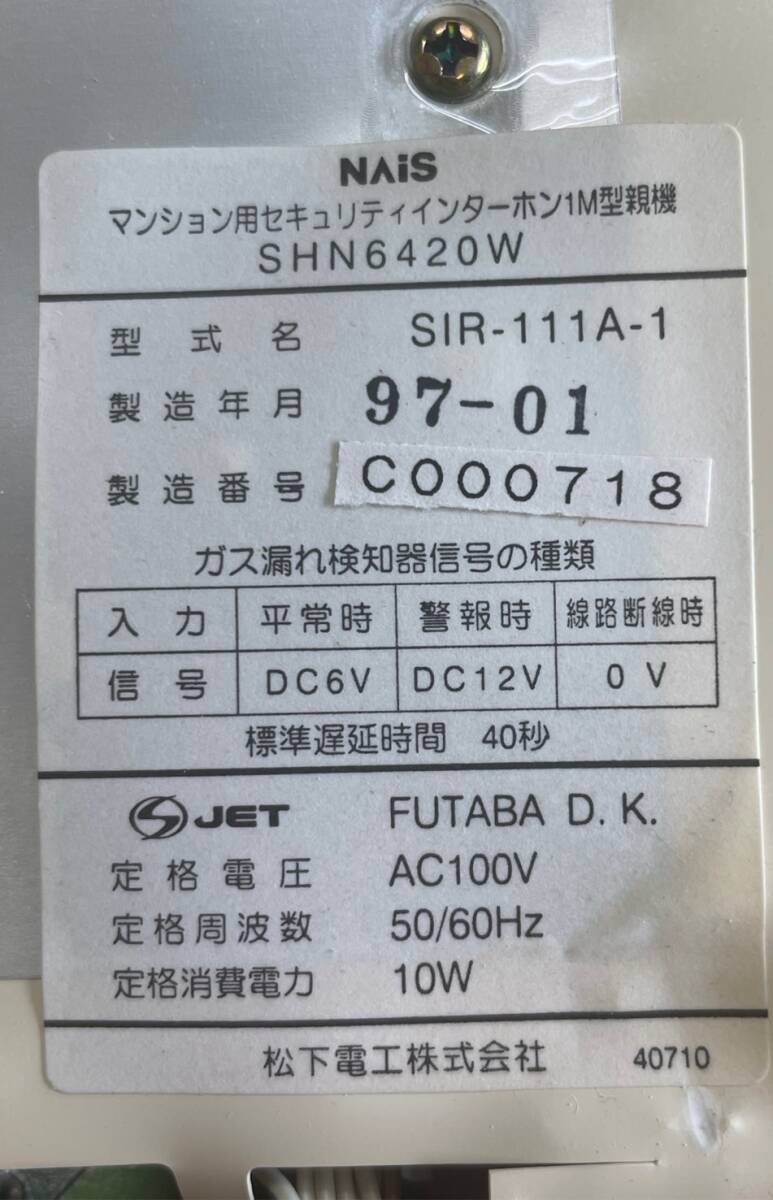 NAiS
マンション用セキュリティインターホン1M型親機
SHN6420W
型式名 SIR-111A-1
製造年月 97-01
製造番号 C000718
ガス漏れ検知器信号の種類
入力 平常時 警報時 線路断線時
信号 DC6V DC12V 0V
標準遅延時間 40秒
JET FUTABA D.K.
定格電圧 AC100V
定格周波数 50/60Hz
定格消費電力 10W
松下電工株式会社 40710